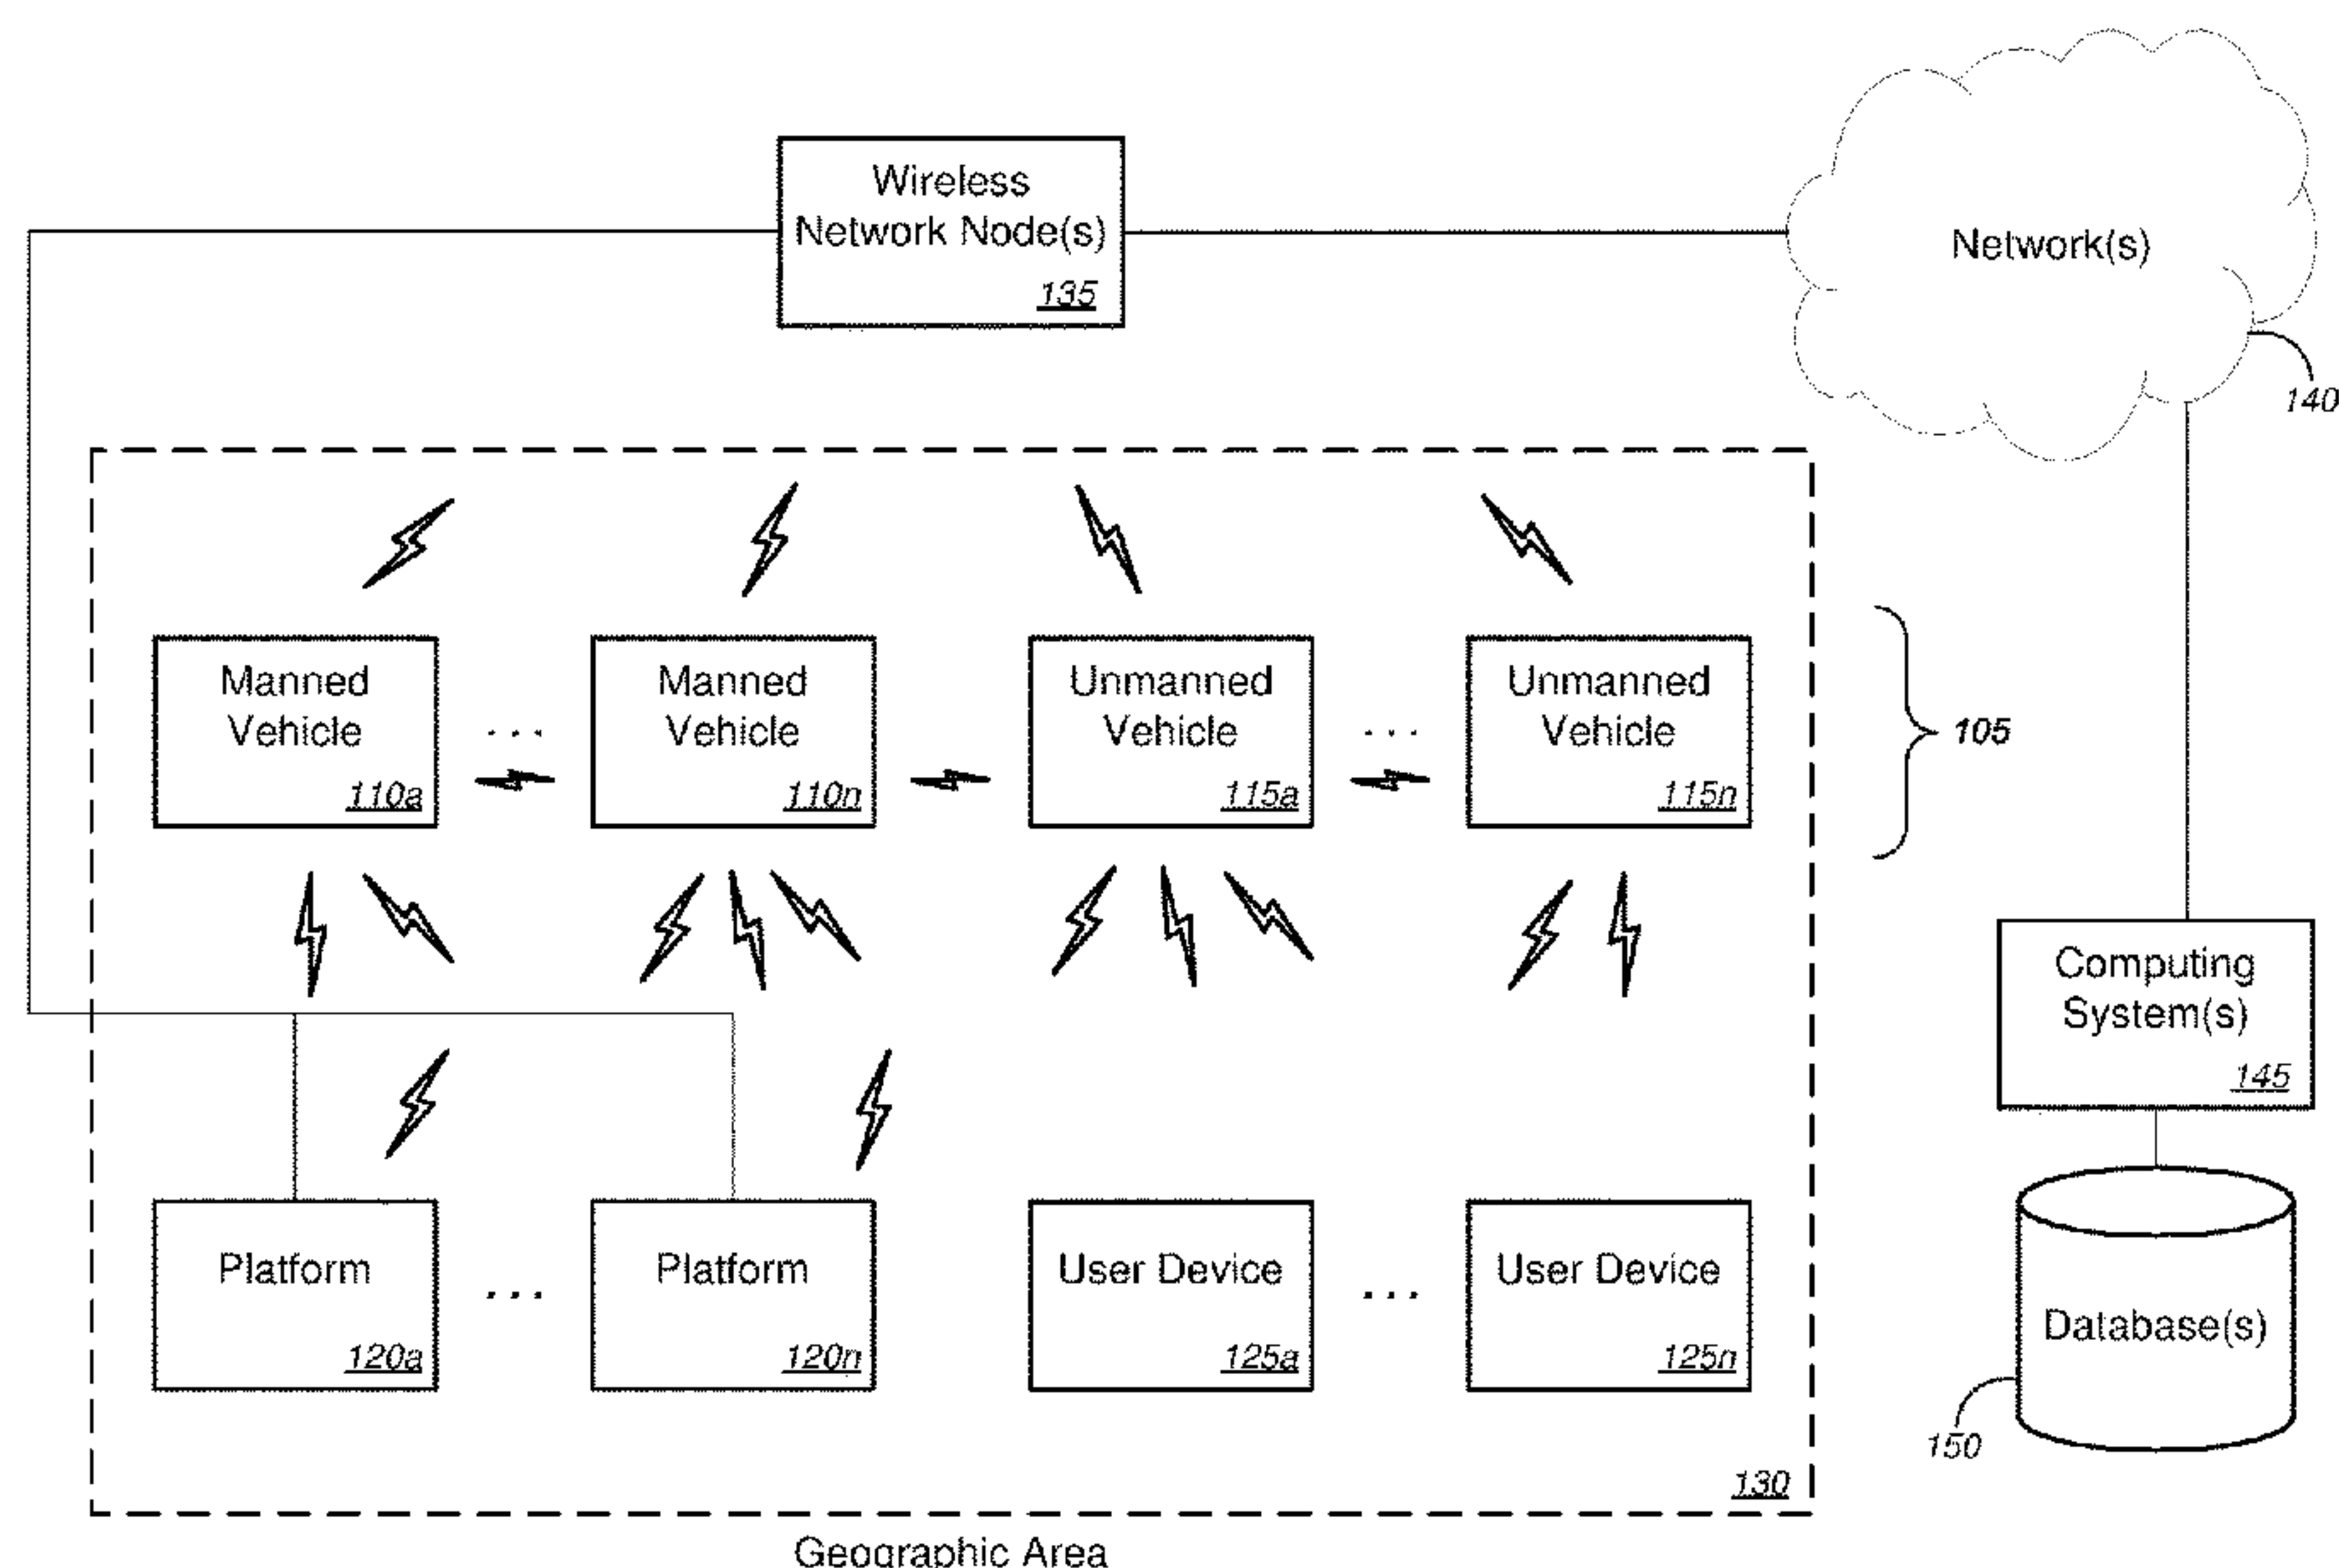 Wireless
Network Node(s)
135
Network(s)
140
Manned
Vehicle
110a
. . .
Manned
Vehicle
110n
Unmanned
Vehicle
115a
. . .
Unmanned
Vehicle
115n
105
Computing
System(s)
145
Platform
120a
. . .
Platform
120n
User Device
125a
. . .
User Device
125n
Database(s)
150
130
Geographic Area